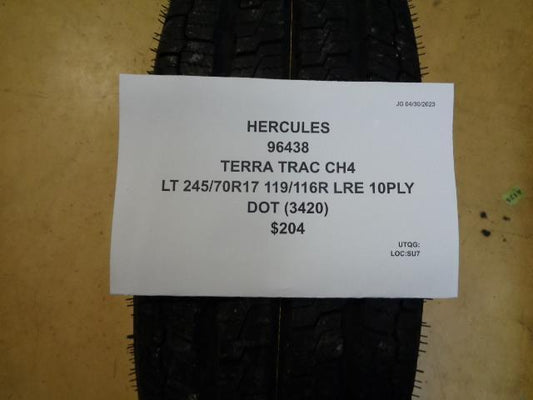 JG 04/30/2023
HERCULES
96438
TERRA TRAC CH4
LT 245/70R17 119/116R LRE 10PLY
DOT (3420)
$204
UTQG:
LOC:SU7